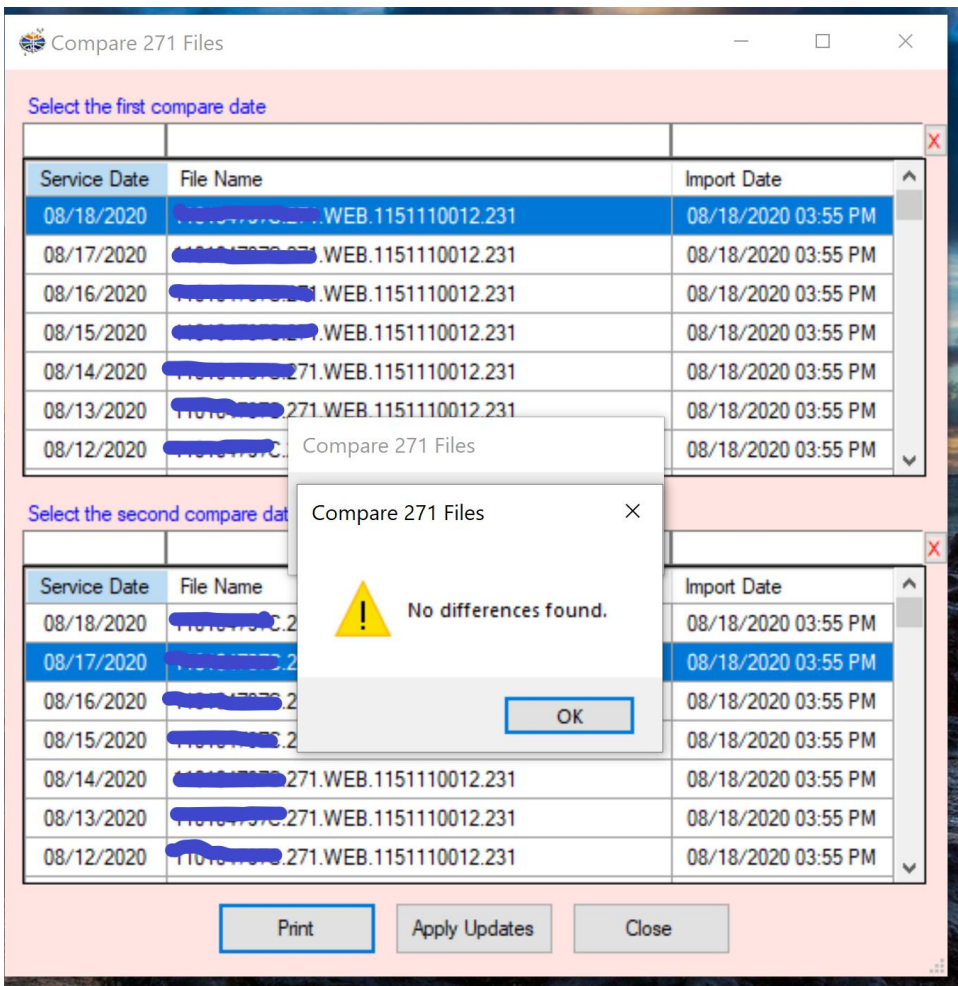 Compare 271 Files
Select the first compare date
X
Service Date File Name Import Date
08/18/2020 .WEB.1151110012.231 08/18/2020 03:55 PM
08/17/2020 .WEB.1151110012.231 08/18/2020 03:55 PM
08/16/2020 .WEB.1151110012.231 08/18/2020 03:55 PM
08/15/2020 .WEB.1151110012.231 08/18/2020 03:55 PM
08/14/2020 271.WEB.1151110012.231 08/18/2020 03:55 PM
08/13/2020 .271.WEB.1151110012.231 08/18/2020 03:55 PM
08/12/2020 08/18/2020 03:55 PM
Compare 271 Files
Select the second compare dat
X
Compare 271 Files
No differences found.
OK
Service Date File Name Import Date
08/18/2020 08/18/2020 03:55 PM
08/17/2020 08/18/2020 03:55 PM
08/16/2020 08/18/2020 03:55 PM
08/15/2020 08/18/2020 03:55 PM
08/14/2020 .271.WEB.1151110012.231 08/18/2020 03:55 PM
08/13/2020 .271.WEB.1151110012.231 08/18/2020 03:55 PM
08/12/2020 .271.WEB.1151110012.231 08/18/2020 03:55 PM
Print Apply Updates Close